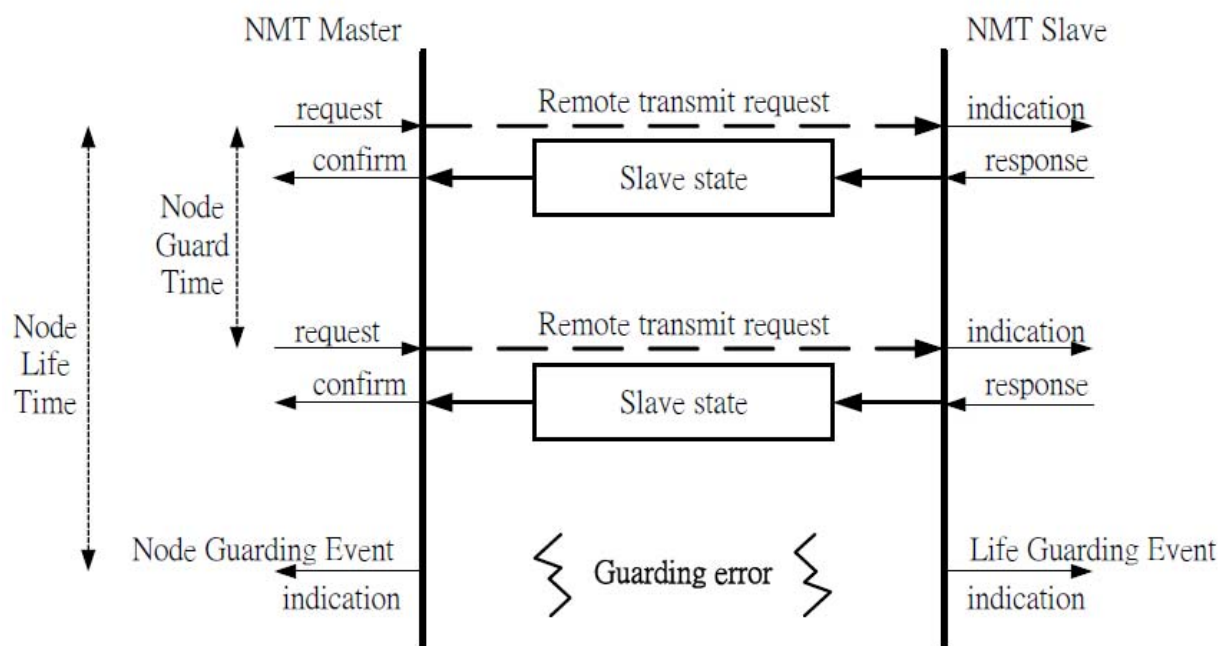 NMT Master
NMT Slave
request
Remote transmit request
indication
confirm
Slave state
response
Node
Guard
Time
Node
Life
Time
request
Remote transmit request
indication
confirm
Slave state
response
Node Guarding Event
Guarding error
Life Guarding Event
indication
indication